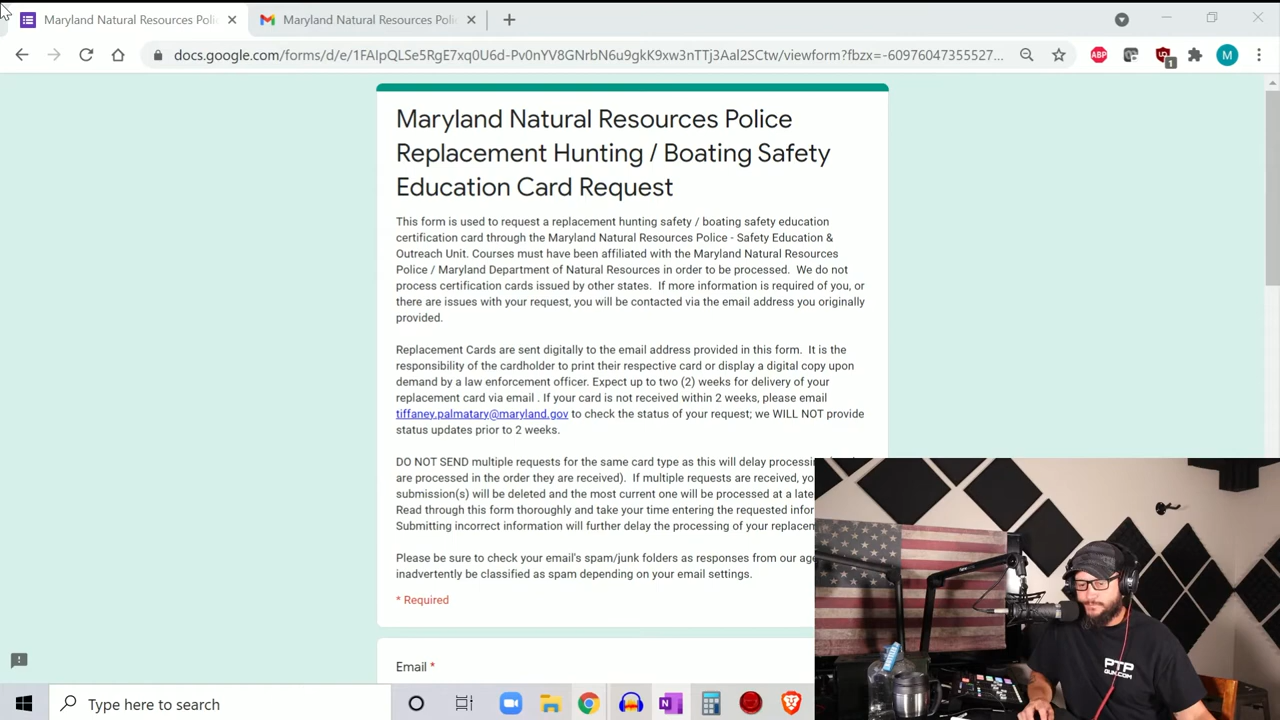 Maryland Natural Resources Poli
Maryland Natural Resources Polic
docs.google.com/forms/d/e/1FAIpQLSe5RgE7xq0U6d-Pv0nYV8GNrbN6u9gkK9xw3nTTj3Aal2SCtw/viewform?fbzx=-60976047355527...
ABP
1
M
Maryland Natural Resources Police
Replacement Hunting / Boating Safety
Education Card Request
This form is used to request a replacement hunting safety / boating safety education
certification card through the Maryland Natural Resources Police - Safety Education &
Outreach Unit. Courses must have been affiliated with the Maryland Natural Resources
Police / Maryland Department of Natural Resources in order to be processed. We do not
process certification cards issued by other states. If more information is required of you, or
there are issues with your request, you will be contacted via the email address you originally
provided.
Replacement Cards are sent digitally to the email address provided in this form. It is the
responsibility of the cardholder to print their respective card or display a digital copy upon
demand by a law enforcement officer. Expect up to two (2) weeks for delivery of your
replacement card via email . If your card is not received within 2 weeks, please email
tiffaney.palmatary@maryland.gov to check the status of your request; we WILL NOT provide
status updates prior to 2 weeks.
DO NOT SEND multiple requests for the same card type as this will delay processin
are processed in the order they are received). If multiple requests are received, yo
submission(s) will be deleted and the most current one will be processed at a late
Read through this form thoroughly and take your time entering the requested infor
Submitting incorrect information will further delay the processing of your replacem
Please be sure to check your email's spam/junk folders as responses from our age
inadvertently be classified as spam depending on your email settings.
* Required
Email *
PTP
GUN.COM
Type here to search